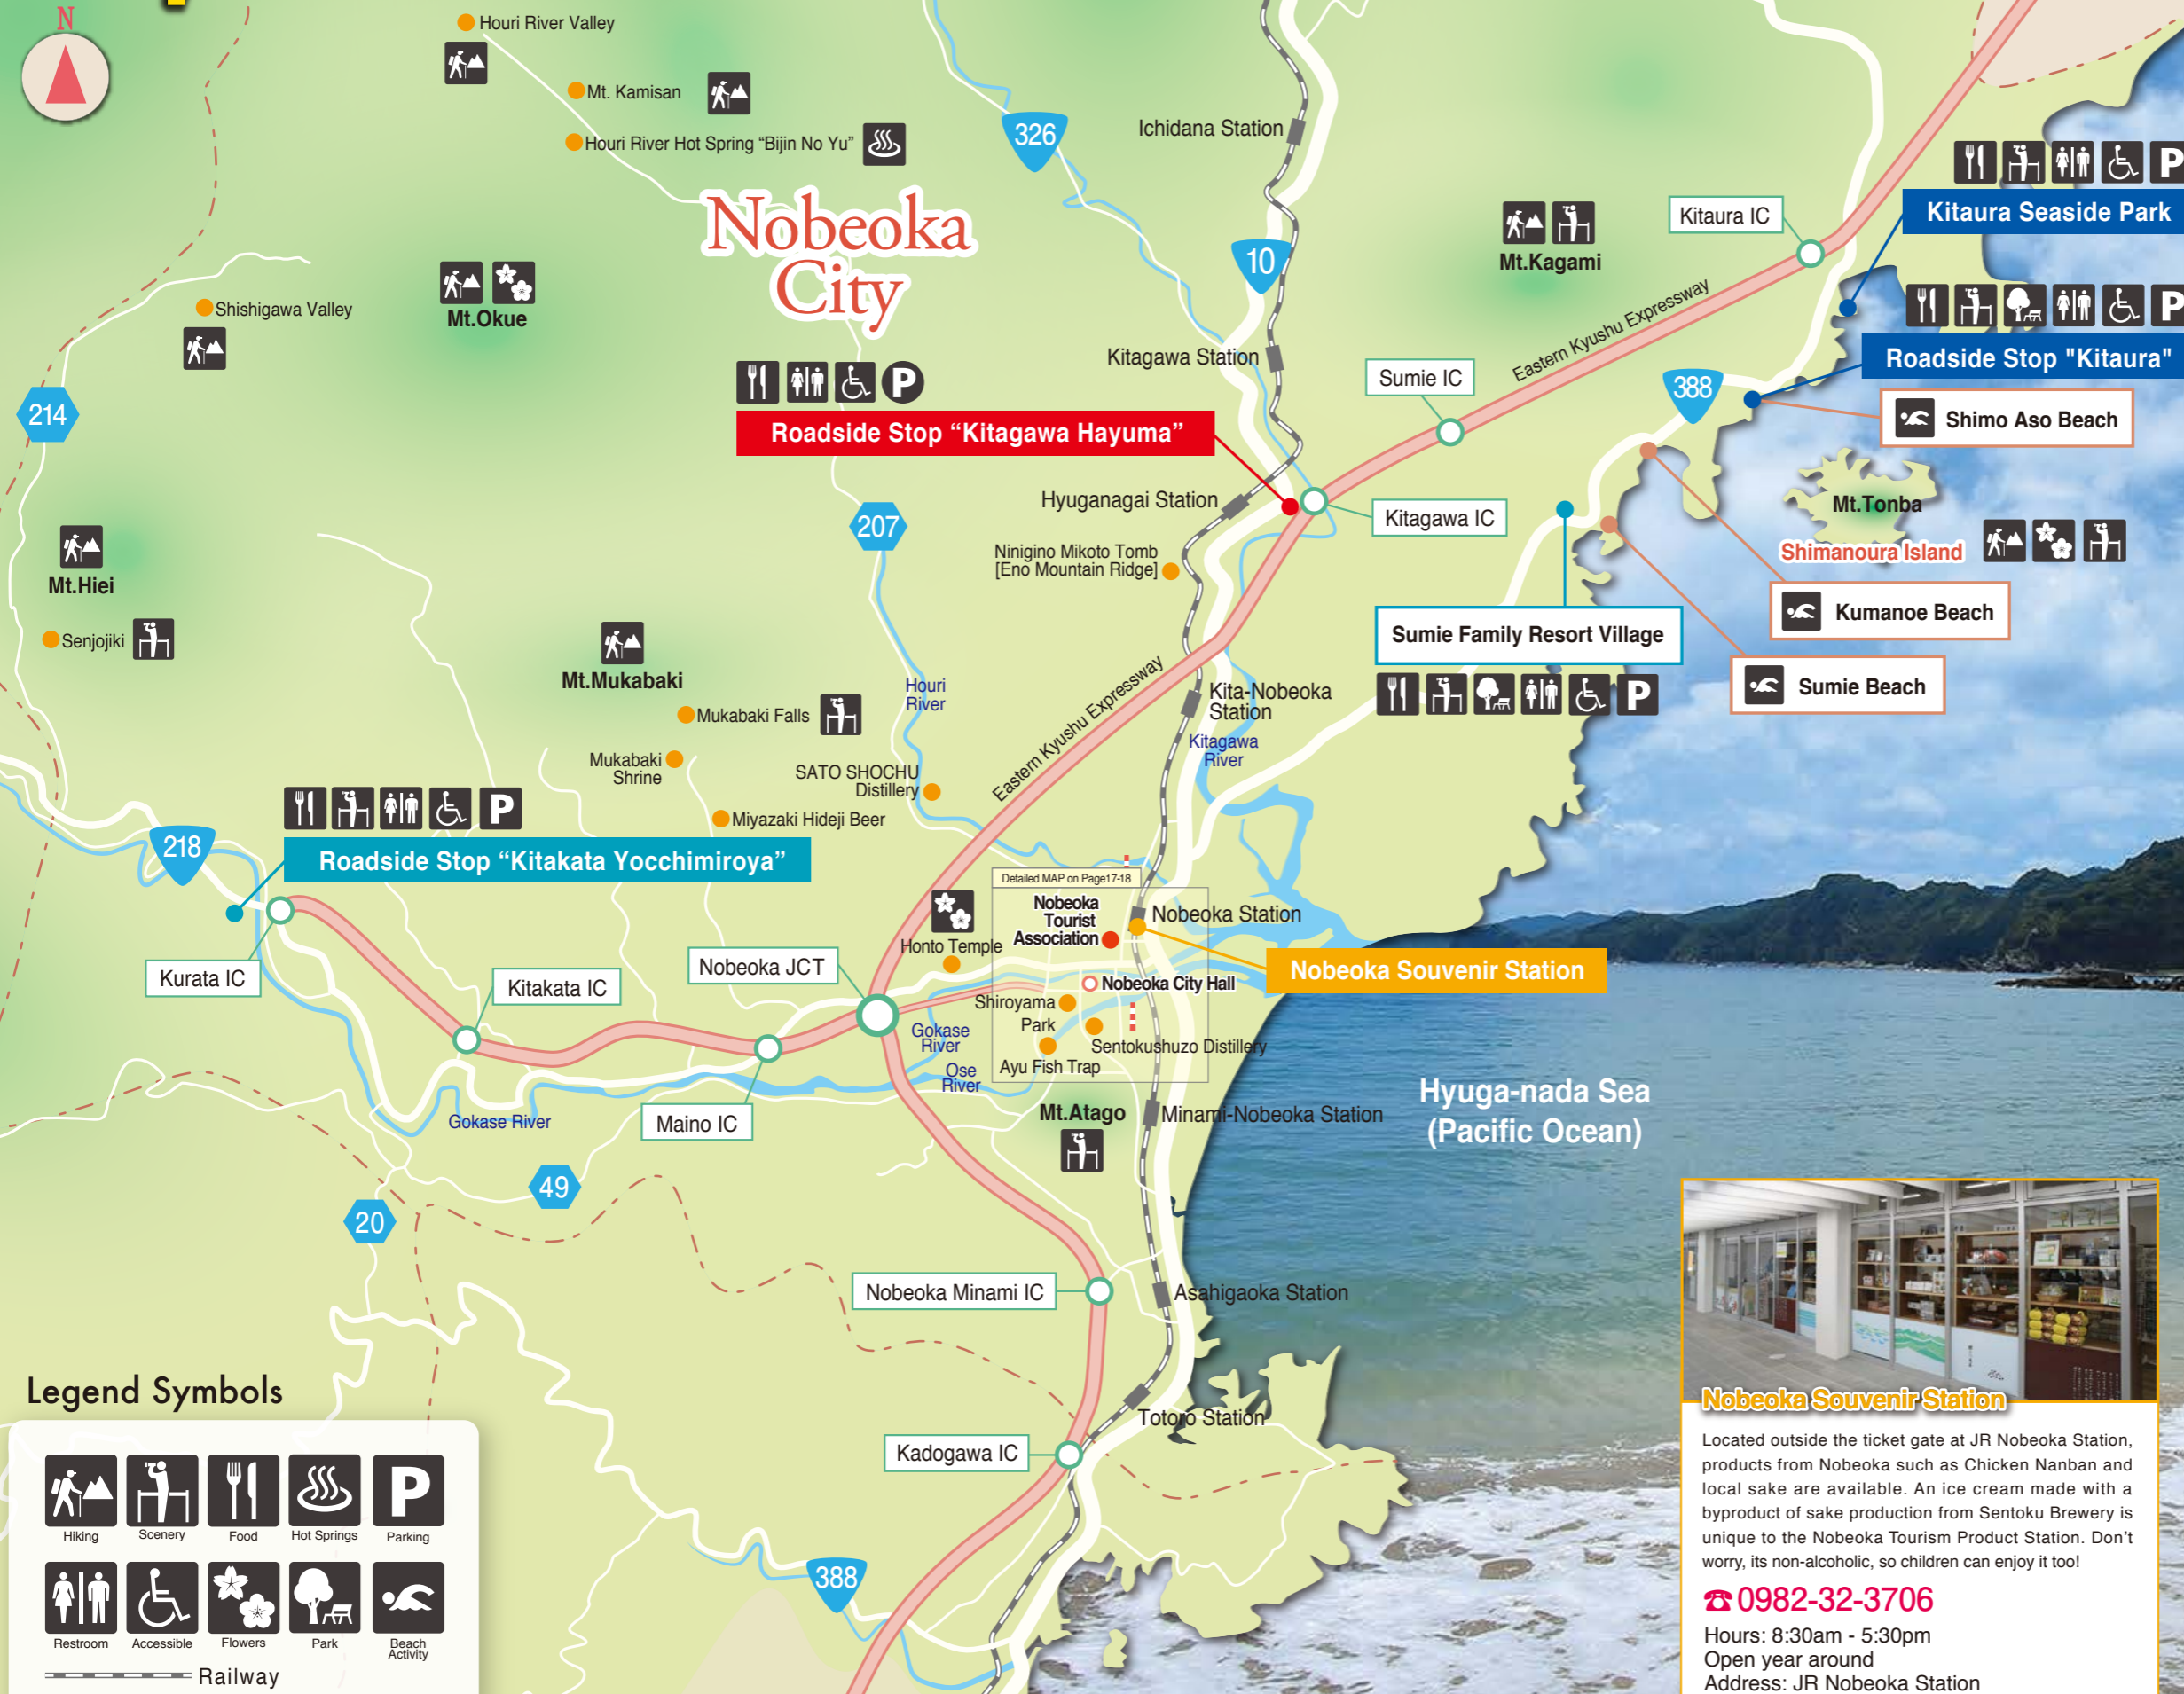 N
Houri River Valley
Mt. Kamisan
Houri River Hot Spring “Bijin No Yu”
326
Ichidana Station
Nobeoka
City
10
Mt.Kagami
Kitaura IC
P
Kitaura Seaside Park
Shishigawa Valley
Mt.Okue
214
Kitagawa Station
Eastern Kyushu Expressway
Sumie IC
388
P
Roadside Stop "Kitaura"
Shimo Aso Beach
P
Roadside Stop “Kitagawa Hayuma”
Hyuganagai Station
Kitagawa IC
Mt.Tonba
Shimanoura Island
207
Ninigino Mikoto Tomb
[Eno Mountain Ridge]
Mt.Hiei
Senjojiki
Kumanoe Beach
Sumie Family Resort Village
P
Sumie Beach
Mt.Mukabaki
Mukabaki Falls
Houri
River
Kita-Nobeoka
Station
Kitagawa
River
Eastern Kyushu Expressway
Mukabaki
Shrine
SATO SHOCHU
Distillery
Miyazaki Hideji Beer
P
218
Roadside Stop “Kitakata Yocchimiroya”
Detailed MAP on Page17-18
Nobeoka
Tourist
Association
Nobeoka Station
Honto Temple
Nobeoka Souvenir Station
Nobeoka JCT
Kurata IC
Kitakata IC
Nobeoka City Hall
Shiroyama
Park
Sentokushuzo Distillery
Ayu Fish Trap
Gokase
River
Ose
River
Gokase River
Maino IC
Mt.Atago
Minami-Nobeoka Station
Hyuga-nada Sea
(Pacific Ocean)
49
20
Nobeoka Minami IC
Asahigaoka Station
Totoro Station
Kadogawa IC
388
Legend Symbols
P
Hiking
Scenery
Food
Hot Springs
Parking
Restroom
Accessible
Flowers
Park
Beach
Activity
Railway
Nobeoka Souvenir Station
Located outside the ticket gate at JR Nobeoka Station,
products from Nobeoka such as Chicken Nanban and
local sake are available. An ice cream made with a
byproduct of sake production from Sentoku Brewery is
unique to the Nobeoka Tourism Product Station. Don’t
worry, its non-alcoholic, so children can enjoy it too!
☎0982-32-3706
Hours: 8:30am - 5:30pm
Open year around
Address: JR Nobeoka Station